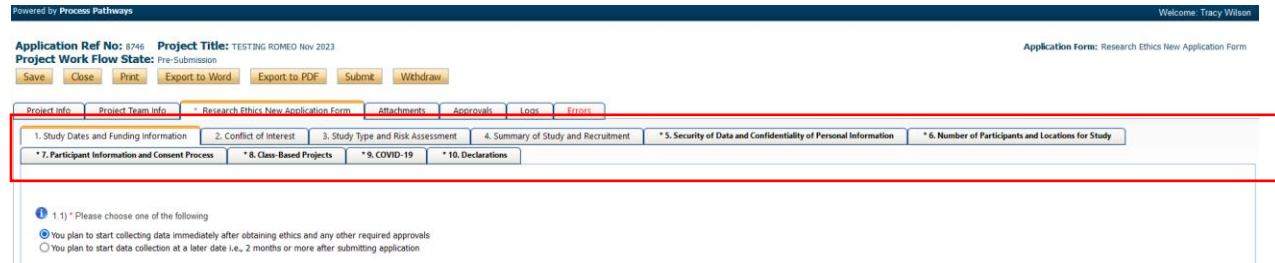 Powered by Process Pathways Welcome: Tracy Wilson
Application Ref No: 8746 Project Title: TESTING ROMEO Nov 2023 Application Form: Research Ethics New Application Form
Project Work Flow State: Pre-Submission
Save Close Print Export to Word Export to PDF Submit Withdraw
Project Info Project Team Info * Research Ethics New Application Form Attachments Approvals Logs Errors
1. Study Dates and Funding Information 2. Conflict of Interest 3. Study Type and Risk Assessment 4. Summary of Study and Recruitment * 5. Security of Data and Confidentiality of Personal Information * 6. Number of Participants and Locations for Study
* 7. Participant Information and Consent Process * 8. Class-Based Projects * 9. COVID-19 * 10. Declarations
1.1) * Please choose one of the following
You plan to start collecting data immediately after obtaining ethics and any other required approvals
You plan to start data collection at a later date i.e., 2 months or more after submitting application